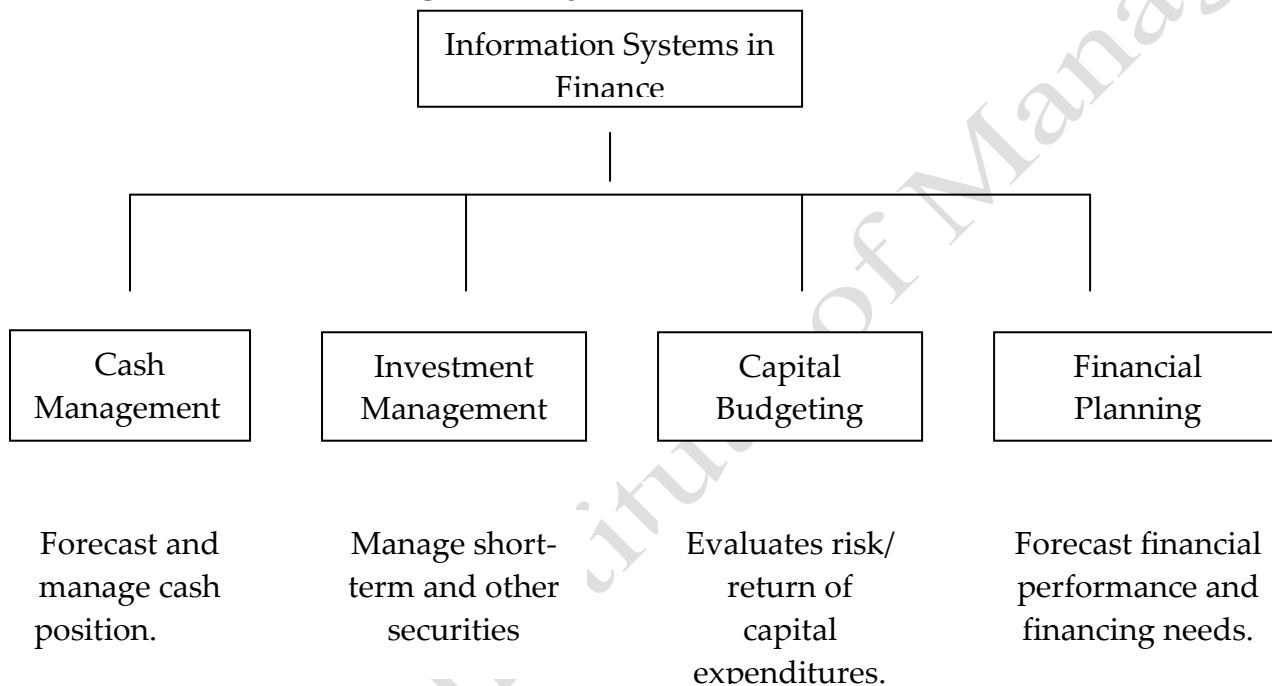 Information Systems in
Finance
Cash
Management
Investment
Management
Capital
Budgeting
Financial
Planning
Forecast and
manage cash
position.
Manage short-
term and other
securities
Evaluates risk/
return of
capital
expenditures.
Forecast financial
performance and
financing needs.
of